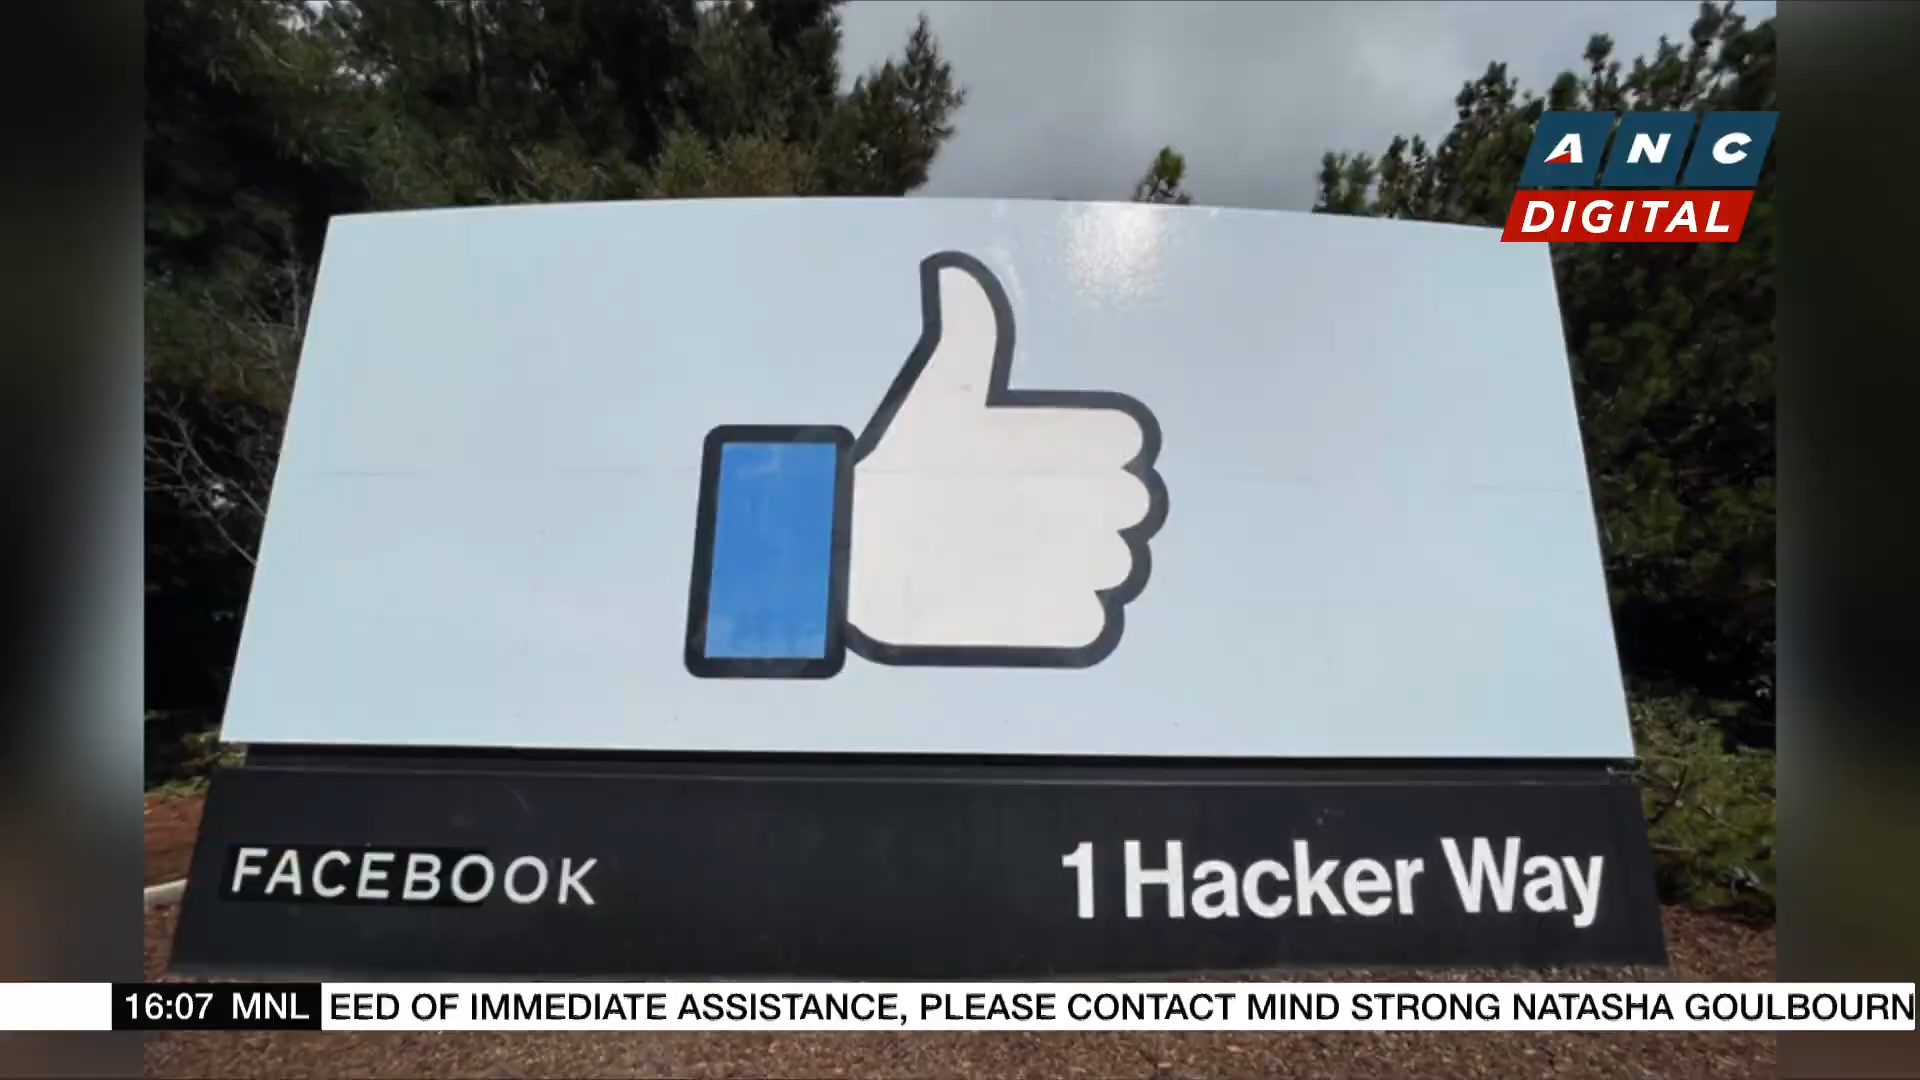 ANC
DIGITAL
FACEBOOK
1 Hacker Way
16:07 MNL
EED OF IMMEDIATE ASSISTANCE, PLEASE CONTACT MIND STRONG NATASHA GOULBOURN